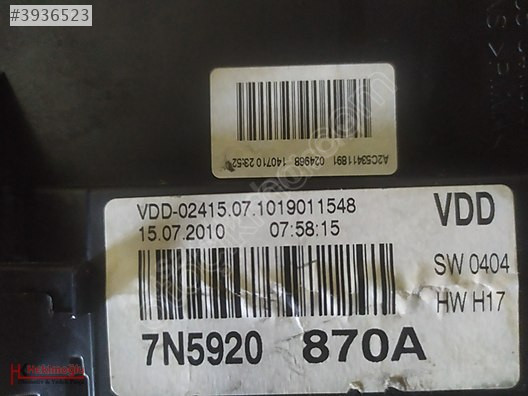 #3936523
A2C53411891 024968 140710 23:52
VDD-02415.07.1019011548
15.07.2010 07:58:15
VDD
SW 0404
HW H17
7N5920 870A